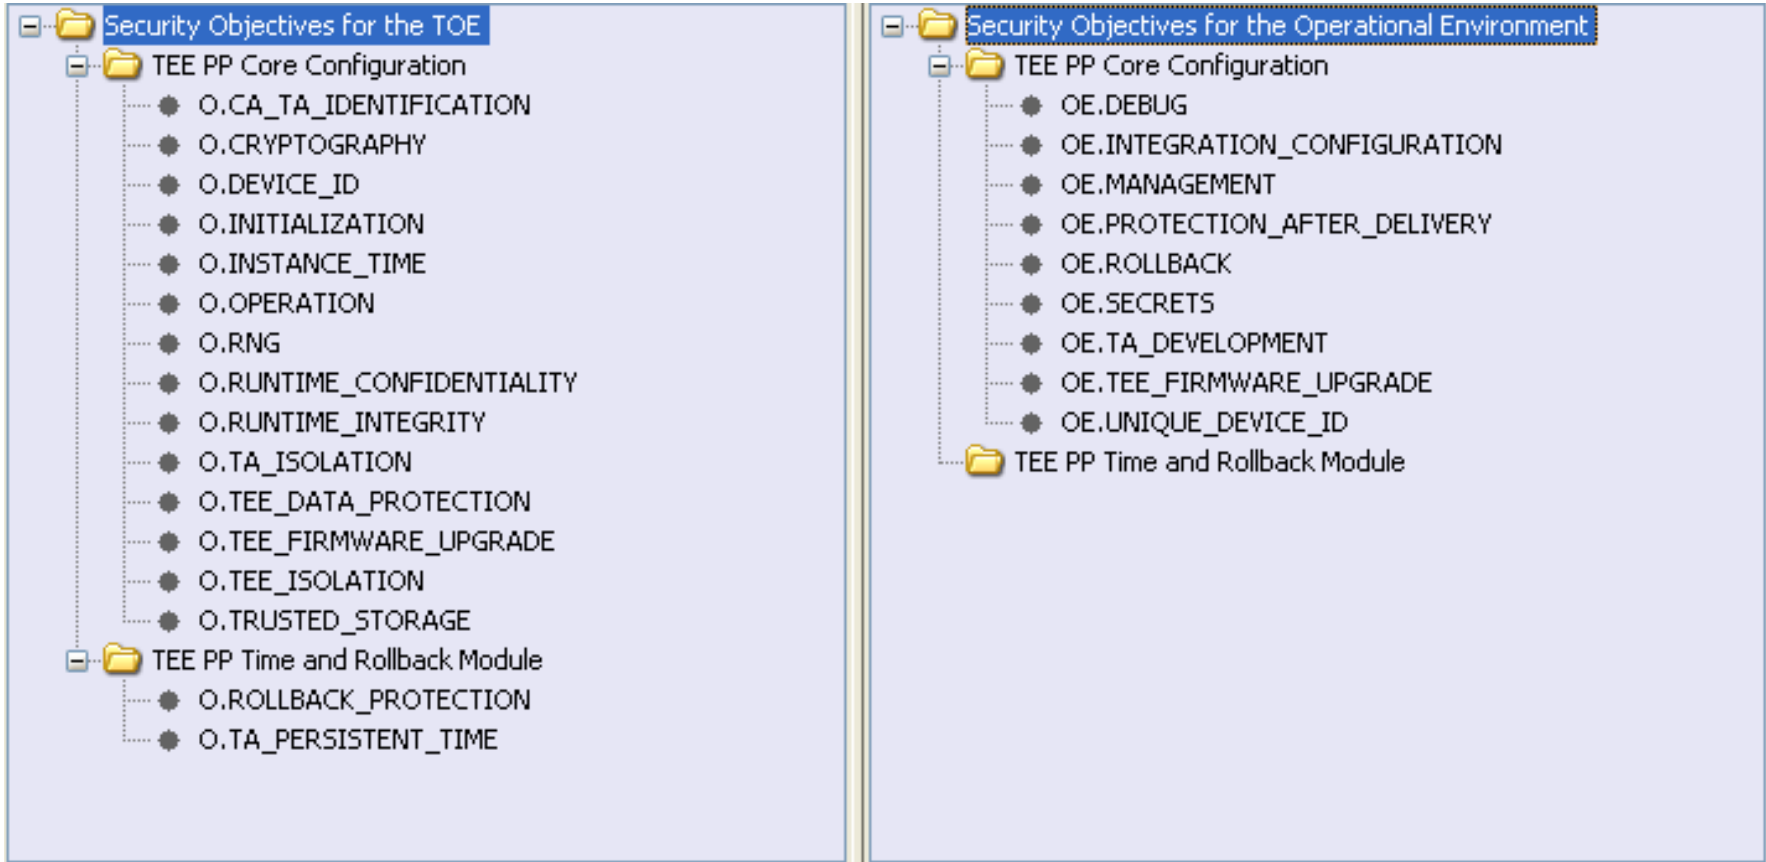 Security Objectives for the TOE
TEE PP Core Configuration
O.CA_TA_IDENTIFICATION
O.CRYPTOGRAPHY
O.DEVICE_ID
O.INITIALIZATION
O.INSTANCE_TIME
O.OPERATION
O.RNG
O.RUNTIME_CONFIDENTIALITY
O.RUNTIME_INTEGRITY
O.TA_ISOLATION
O.TEE_DATA_PROTECTION
O.TEE_FIRMWARE_UPGRADE
O.TEE_ISOLATION
O.TRUSTED_STORAGE
TEE PP Time and Rollback Module
O.ROLLBACK_PROTECTION
O.TA_PERSISTENT_TIME
Security Objectives for the Operational Environment
TEE PP Core Configuration
OE.DEBUG
OE.INTEGRATION_CONFIGURATION
OE.MANAGEMENT
OE.PROTECTION_AFTER_DELIVERY
OE.ROLLBACK
OE.SECRETS
OE.TA_DEVELOPMENT
OE.TEE_FIRMWARE_UPGRADE
OE.UNIQUE_DEVICE_ID
TEE PP Time and Rollback Module